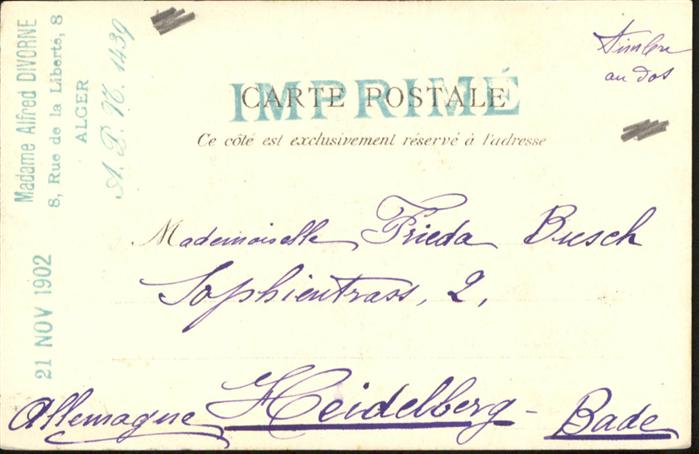 Madame Alfred DIVORNE
8, Rue de la Liberté, 8
ALGER
A. P. N. 1439
21 NOV 1902
Timbre
au dos
IMPRIMÉ
CARTE POSTALE
Ce côté est exclusivement réservé à l'adresse
Mademoiselle Frieda Busch
Sophientrass, 2,
Allemagne Heidelberg - Bade